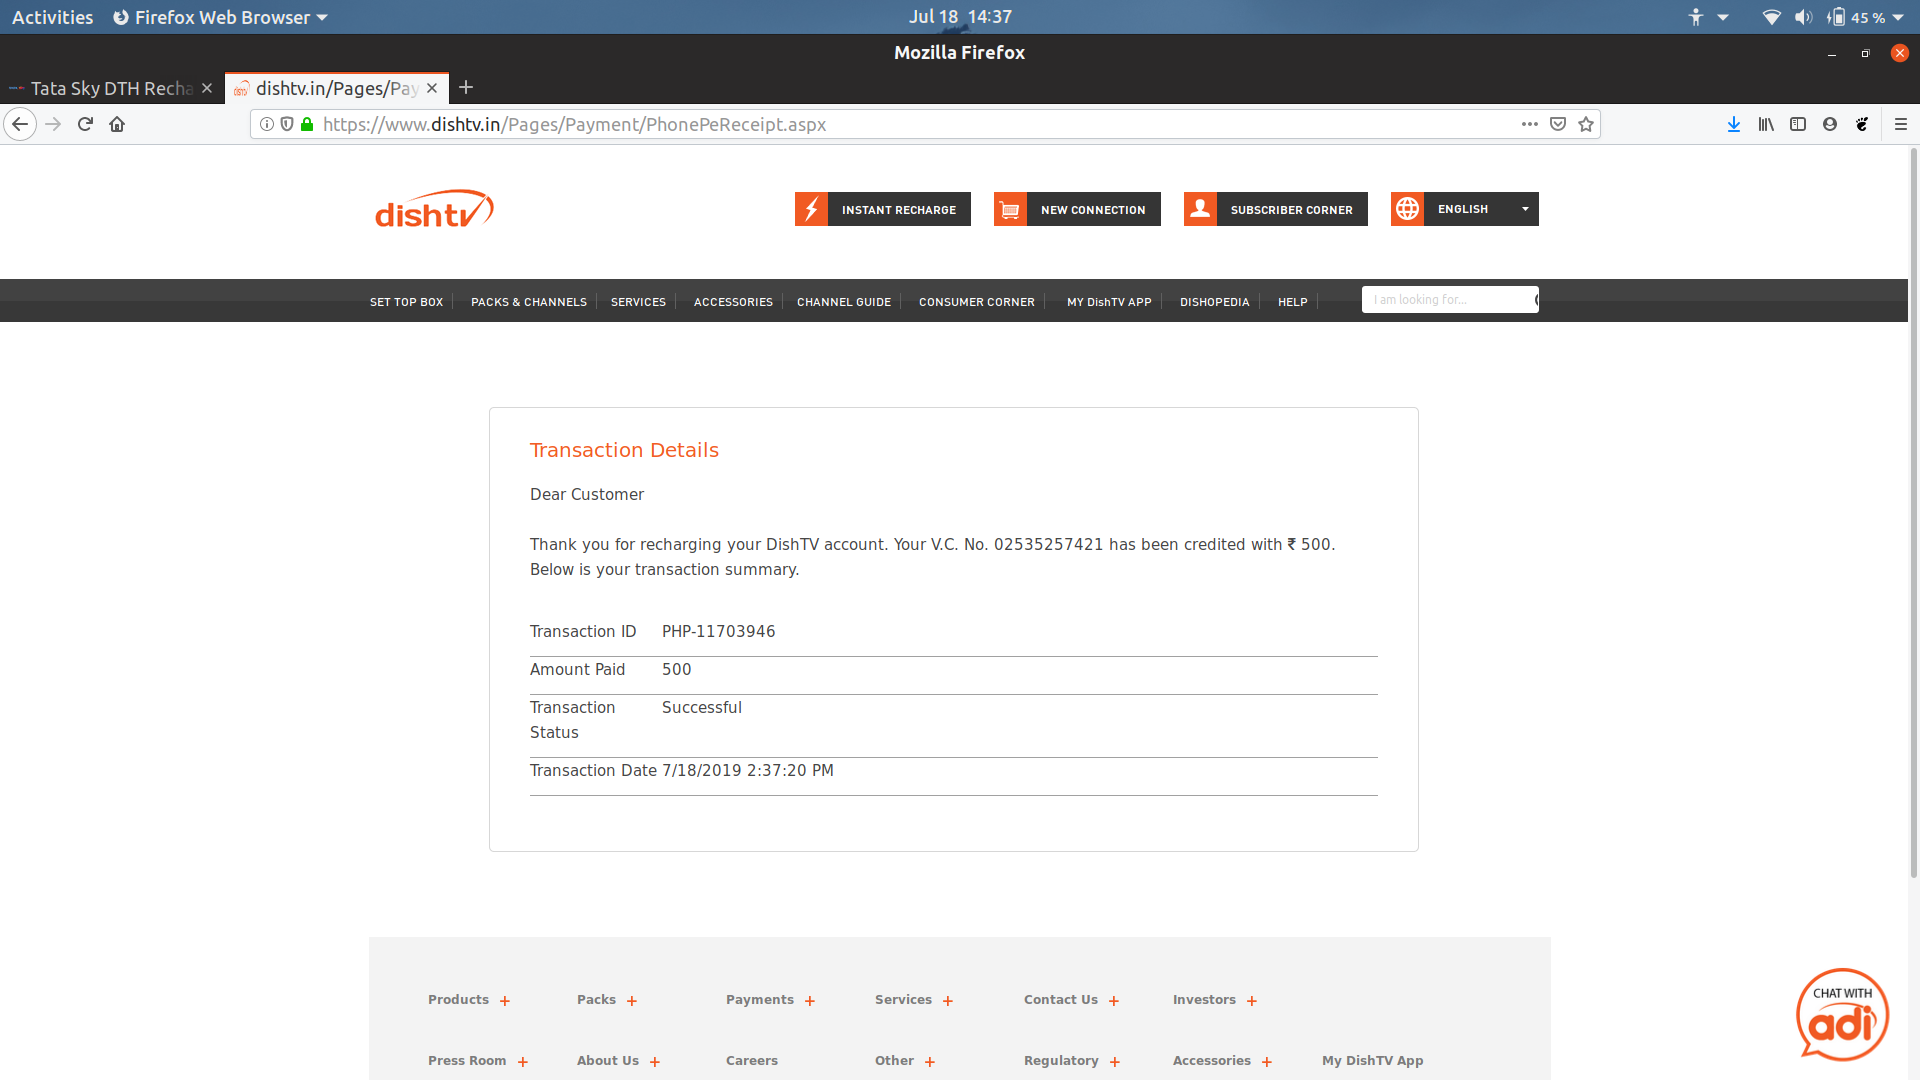 Activities Firefox Web Browser Jul 18 14:37 45 %
Mozilla Firefox
Tata Sky DTH Recha dishtv.in/Pages/Pay
https://www.dishtv.in/Pages/Payment/PhonePeReceipt.aspx
dishtv INSTANT RECHARGE NEW CONNECTION SUBSCRIBER CORNER ENGLISH
SET TOP BOX PACKS & CHANNELS SERVICES ACCESSORIES CHANNEL GUIDE CONSUMER CORNER MY DishTV APP DISHOPEDIA HELP I am looking for...
Transaction Details
Dear Customer
Thank you for recharging your DishTV account. Your V.C. No. 02535257421 has been credited with ₹ 500.
Below is your transaction summary.
Transaction ID PHP-11703946
Amount Paid 500
Transaction Successful
Status
Transaction Date 7/18/2019 2:37:20 PM
Products + Packs + Payments + Services + Contact Us + Investors +
CHAT WITH
adi
Press Room + About Us + Careers Other + Regulatory + Accessories + My DishTV App